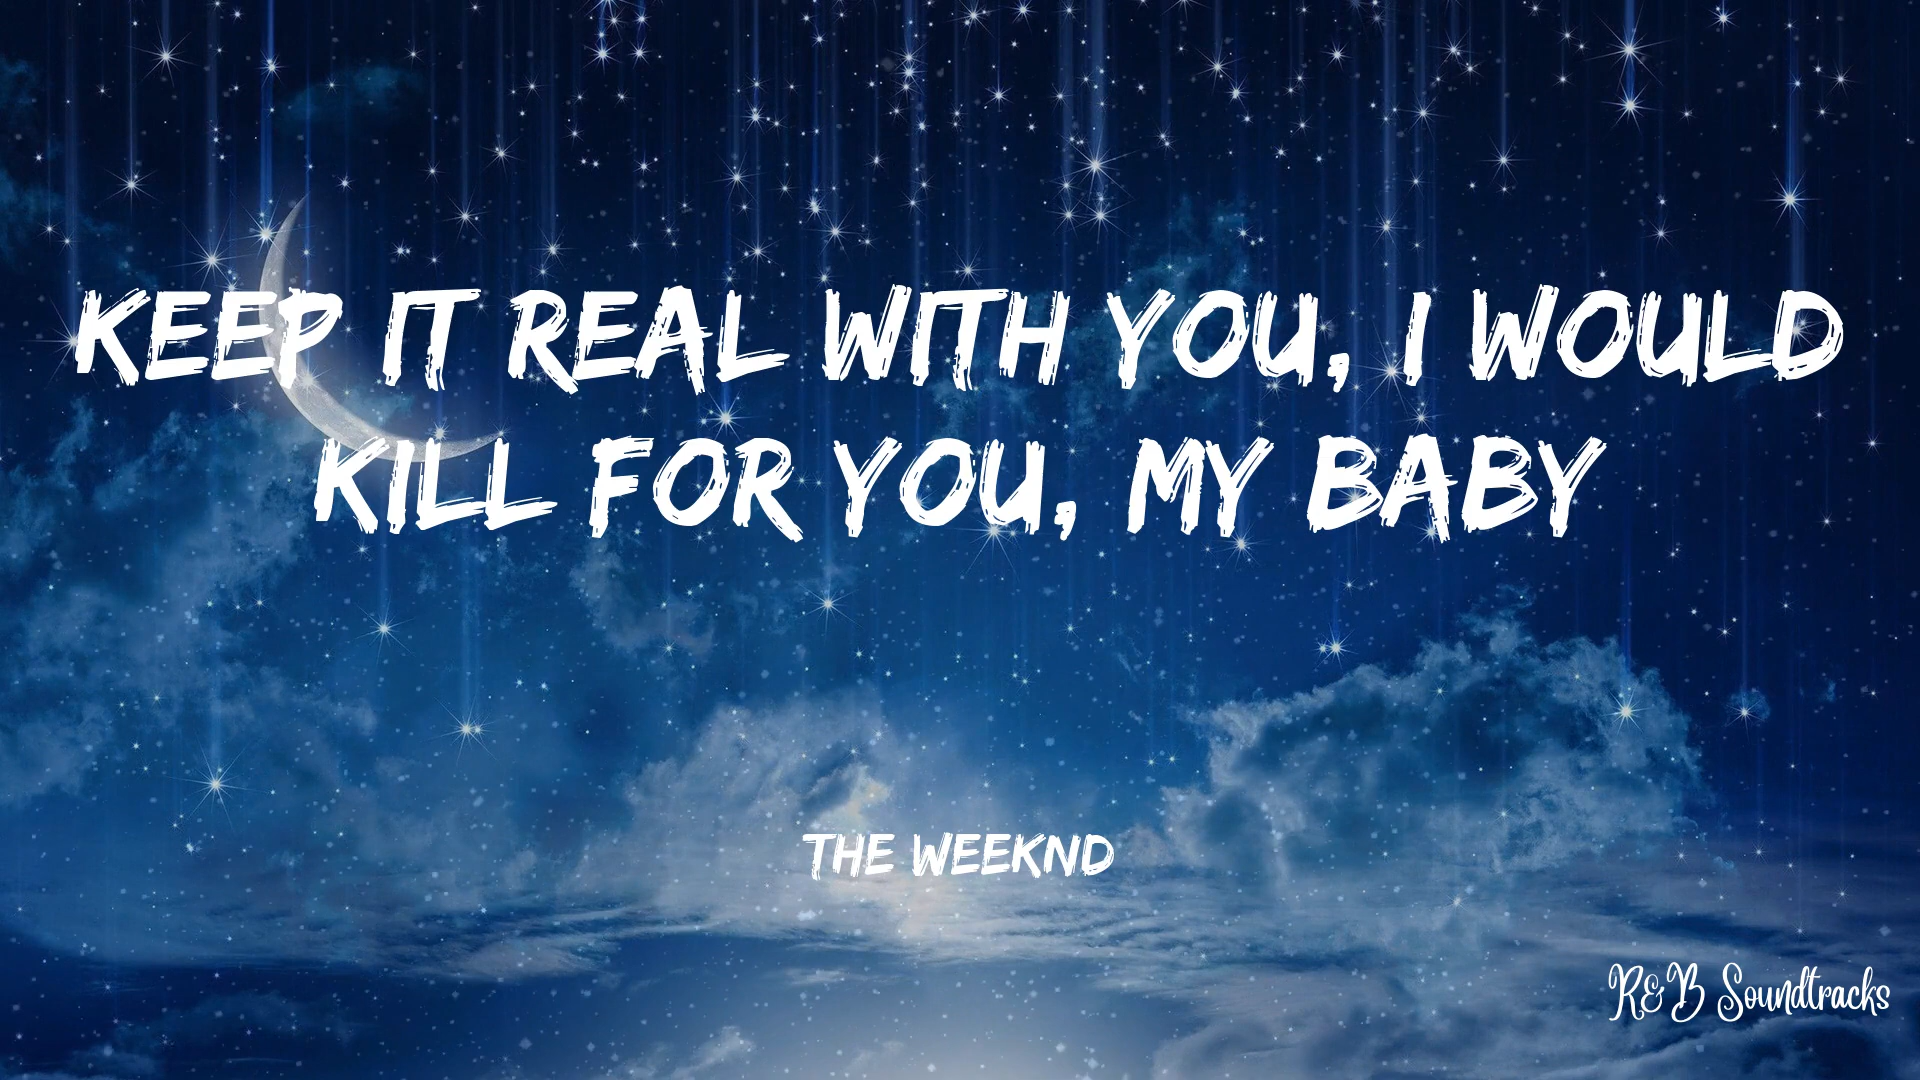 KEEP IT REAL WITH YOU, I WOULD
KILL FOR YOU, MY BABY
THE WEEKND
R&B Soundtracks